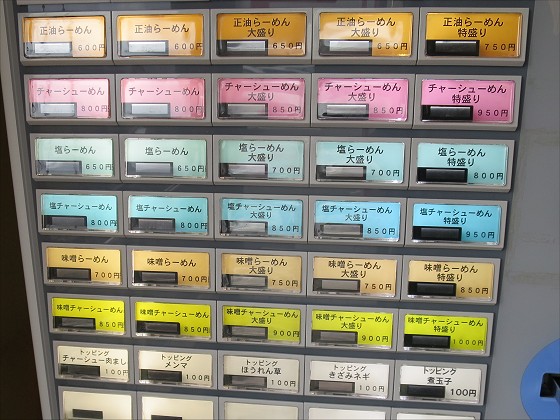 正油らーめん
600円
正油らーめん
600円
正油らーめん
大盛り
650円
正油らーめん
大盛り
650円
正油らーめん
特盛り
750円
チャーシューめん
800円
チャーシューめん
800円
チャーシューめん
大盛り
850円
チャーシューめん
大盛り
850円
チャーシューめん
特盛り
950円
塩らーめん
650円
塩らーめん
650円
塩らーめん
大盛り
700円
塩らーめん
大盛り
700円
塩らーめん
特盛り
800円
塩チャーシューめん
800円
塩チャーシューめん
800円
塩チャーシューめん
大盛り
850円
塩チャーシューめん
大盛り
850円
塩チャーシューめん
特盛り
950円
味噌らーめん
700円
味噌らーめん
700円
味噌らーめん
大盛り
750円
味噌らーめん
大盛り
750円
味噌らーめん
特盛り
850円
味噌チャーシューめん
850円
味噌チャーシューめん
850円
味噌チャーシューめん
大盛り
900円
味噌チャーシューめん
大盛り
900円
味噌チャーシューめん
特盛り
1000円
トッピング
チャーシュー肉まし
100円
トッピング
メンマ
100円
トッピング
ほうれん草
100円
トッピング
きざみネギ
100円
トッピング
煮玉子
100円